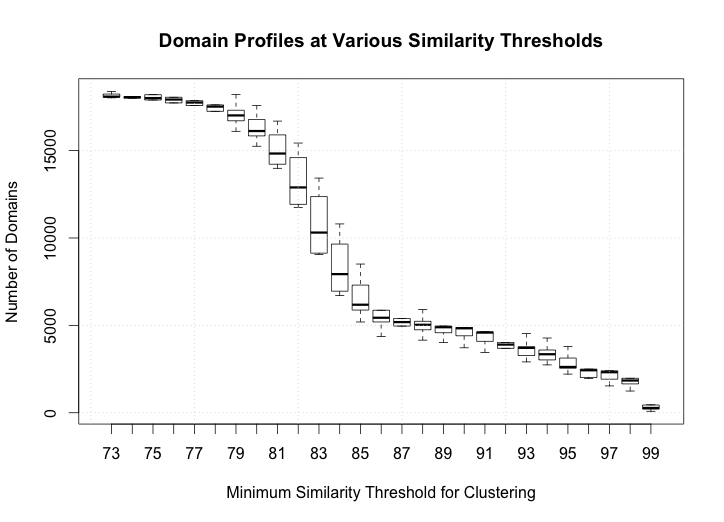 Domain Profiles at Various Similarity Thresholds
Number of Domains
15000
10000
5000
0
73 75 77 79 81 83 85 87 89 91 93 95 97 99
Minimum Similarity Threshold for Clustering